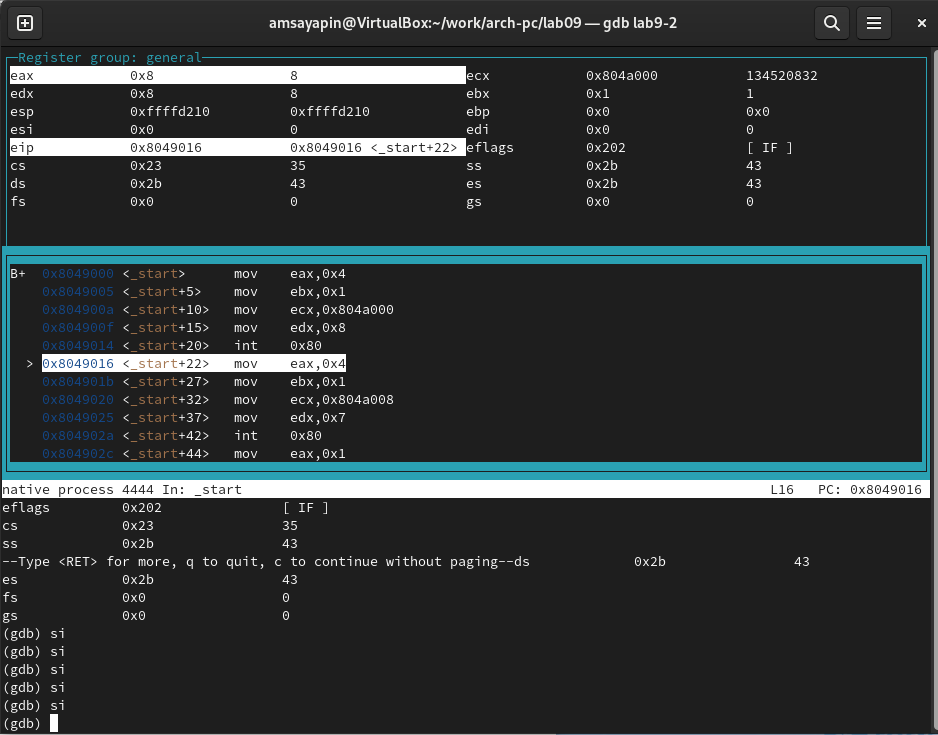 amsayapin@VirtualBox:~/work/arch-pc/lab09 — gdb lab9-2
Register group: general
eax 0x8 8 ecx 0x804a000 134520832
edx 0x8 8 ebx 0x1 1
esp 0xffffd210 0xffffd210 ebp 0x0 0x0
esi 0x0 0 edi 0x0 0
eip 0x8049016 0x8049016 <_start+22> eflags 0x202 [ IF ]
cs 0x23 35 ss 0x2b 43
ds 0x2b 43 es 0x2b 43
fs 0x0 0 gs 0x0 0
B+ 0x8049000 <_start> mov eax,0x4
0x8049005 <_start+5> mov ebx,0x1
0x804900a <_start+10> mov ecx,0x804a000
0x804900f <_start+15> mov edx,0x8
0x8049014 <_start+20> int 0x80
> 0x8049016 <_start+22> mov eax,0x4
0x804901b <_start+27> mov ebx,0x1
0x8049020 <_start+32> mov ecx,0x804a008
0x8049025 <_start+37> mov edx,0x7
0x804902a <_start+42> int 0x80
0x804902c <_start+44> mov eax,0x1
native process 4444 In: _start L16 PC: 0x8049016
eflags 0x202 [ IF ]
cs 0x23 35
ss 0x2b 43
--Type <RET> for more, q to quit, c to continue without paging--ds 0x2b 43
es 0x2b 43
fs 0x0 0
gs 0x0 0
(gdb) si
(gdb) si
(gdb) si
(gdb) si
(gdb) si
(gdb)